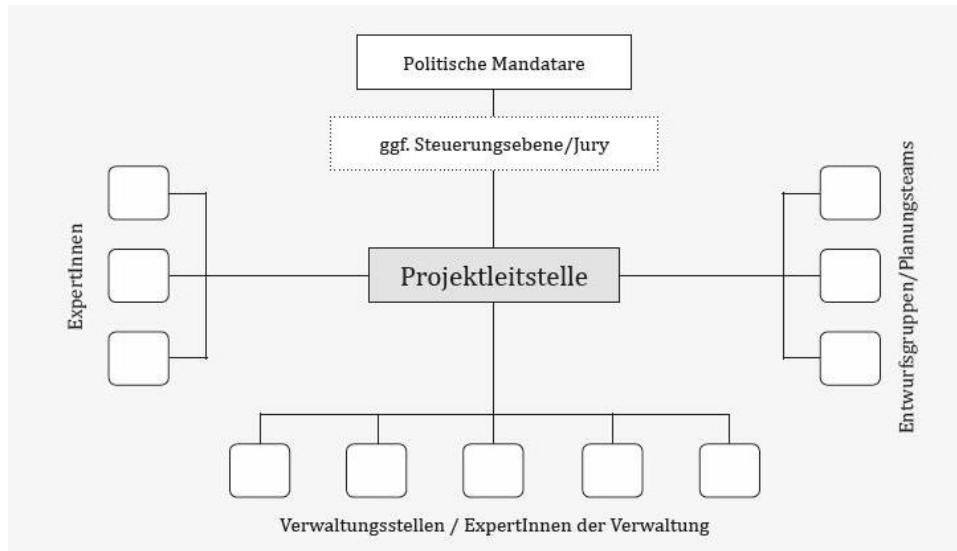 Politische Mandatare
ggf. Steuerungsebene/Jury
ExpertInnen
Projektleitstelle
Entwurfsgruppen/Planungsteams
Verwaltungsstellen / ExpertInnen der Verwaltung